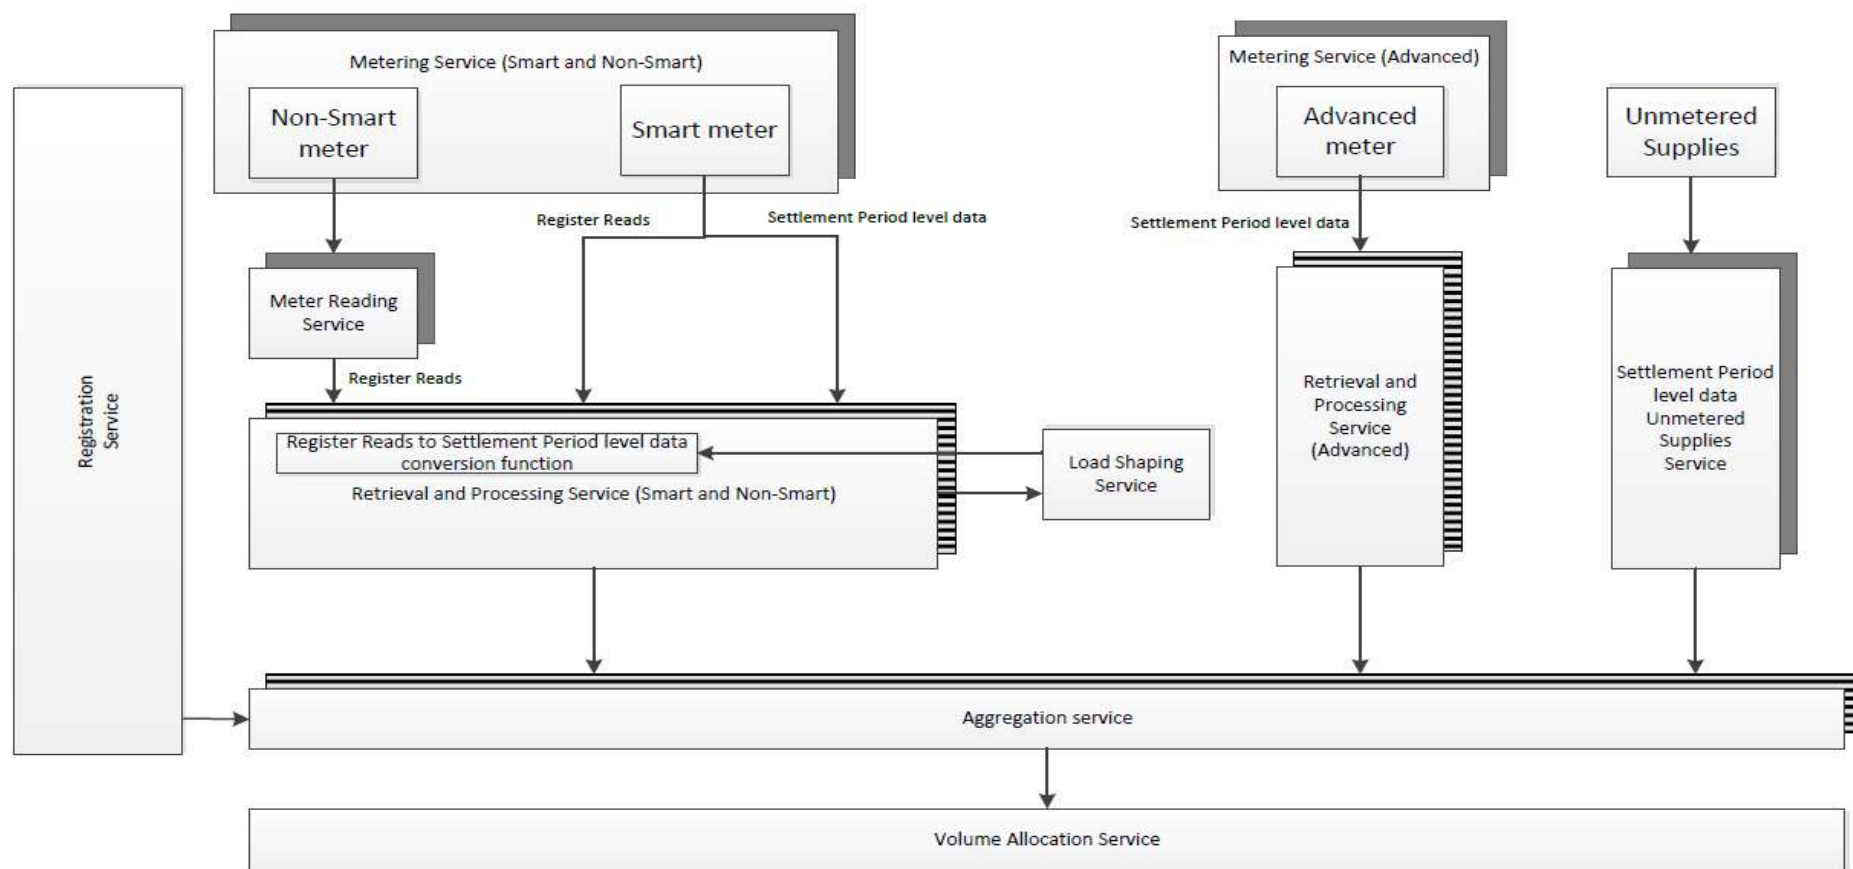 Metering Service (Smart and Non-Smart)
Non-Smart
meter
Smart meter
Metering Service (Advanced)
Advanced
meter
Unmetered
Supplies
Register Reads
Settlement Period level data
Settlement Period level data
Meter Reading
Service
Register Reads
Registration
Service
Register Reads to Settlement Period level data
conversion function
Retrieval and Processing Service (Smart and Non-Smart)
Load Shaping
Service
Retrieval and
Processing
Service
(Advanced)
Settlement Period
level data
Unmetered
Supplies
Service
Aggregation service
Volume Allocation Service